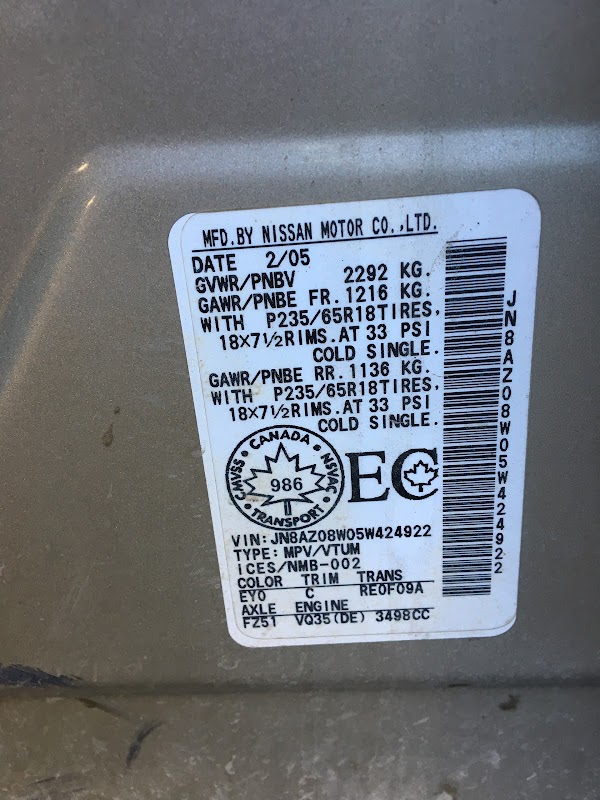 MFD.BY NISSAN MOTOR CO.,LTD.
DATE 2/05
GVWR/PNBV 2292 KG.
GAWR/PNBE FR. 1216 KG.
WITH P235/65R18TIRES,
18X7½RIMS.AT 33 PSI
COLD SINGLE.
GAWR/PNBE RR. 1136 KG.
WITH P235/65R18TIRES,
18X7½RIMS.AT 33 PSI
COLD SINGLE.
CANADA
CMVSS 986 NSVAC
TRANSPORT
EC
VIN: JN8AZ08W05W424922
TYPE: MPV/VTUM
ICES/NMB-002
COLOR TRIM TRANS
EY0 C RE0F09A
AXLE ENGINE
FZ51 VQ35(DE) 3498CC
JN8AZ08W05W424922